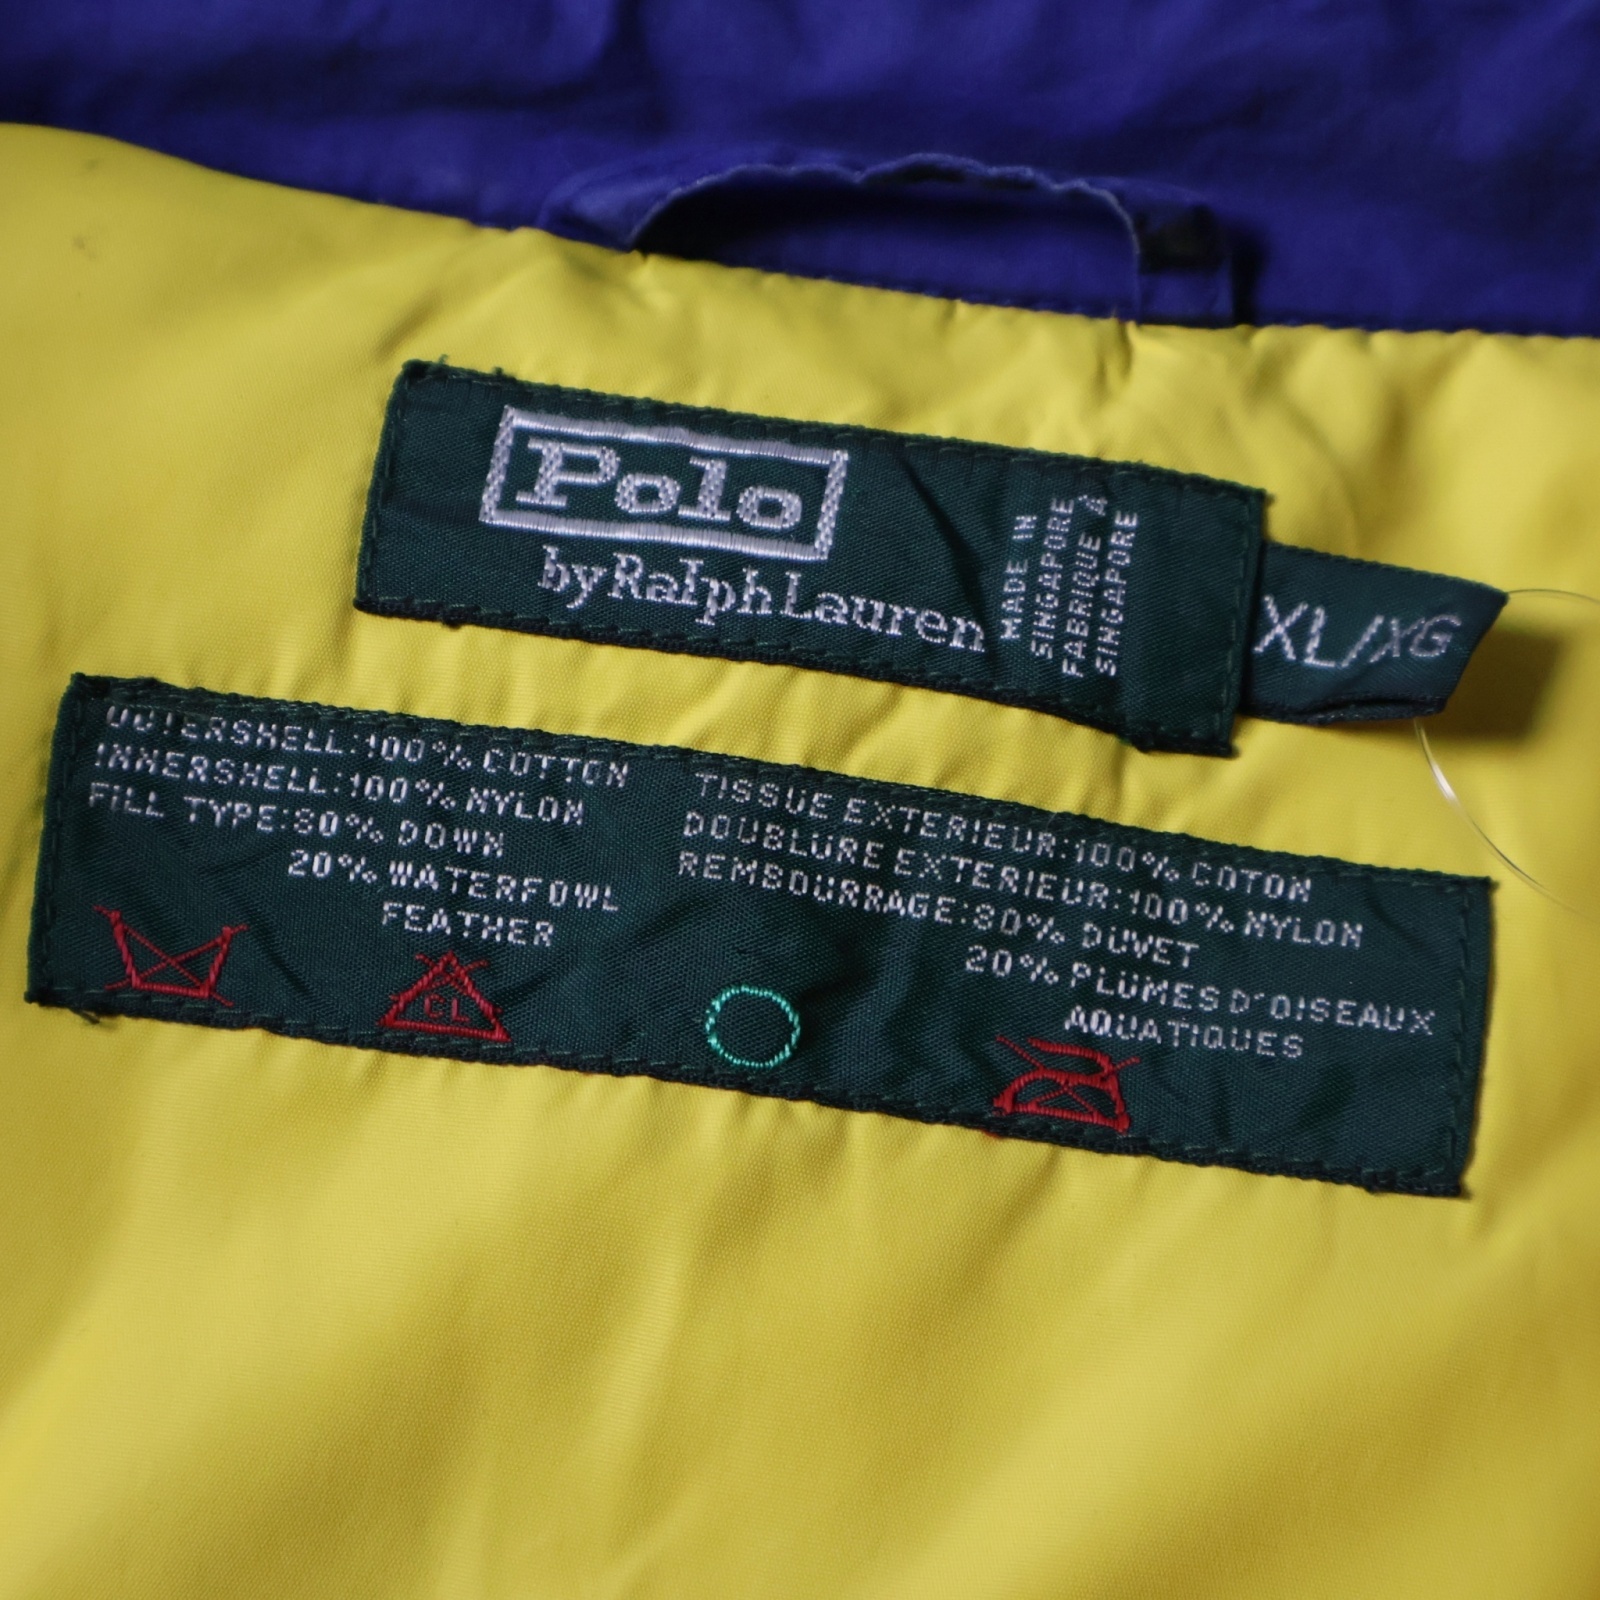 Polo
by Ralph Lauren
MADE IN
SINGAPORE
FABRIQUE À
SINGAPORE
XL/XG
OUTERSHELL:100% COTTON
INNERSHELL:100% NYLON
FILL TYPE:80% DOWN
20% WATERFOWL
FEATHER
CL
TISSUE EXTERIEUR:100% COTON
DOUBLURE EXTERIEUR:100% NYLON
REMBOURRAGE:80% DUVET
20% PLUMES D'OISEAUX
AQUATIQUES